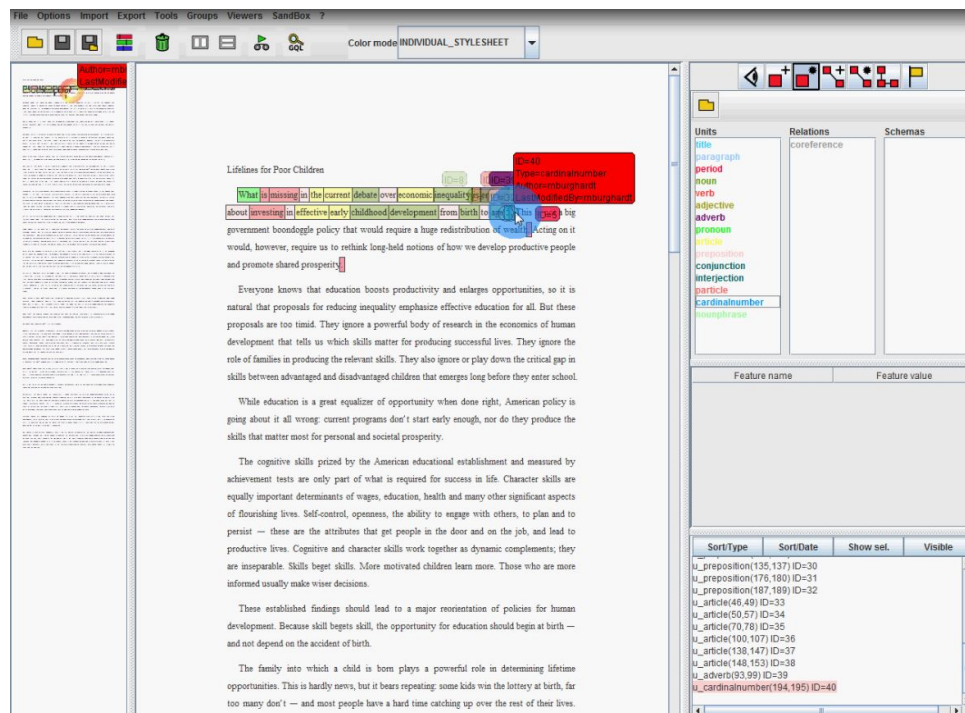 File Options Import Export Tools Groups Viewers SandBox ?
Color mode INDIVIDUAL_STYLESHEET
Author=mb
LastModifie
Lifelines for Poor Children
ID=8
ID=40
Type=cardinalnumber
Author=mburghardt
LastModifiedBy=mburghardt
What is missing in the current debate over economic inequality
about investing in effective early childhood development from birth to This ID=5 a big
government boondoggle policy that would require a huge redistribution of wealth. Acting on it
would, however, require us to rethink long-held notions of how we develop productive people
and promote shared prosperity.
Everyone knows that education boosts productivity and enlarges opportunities, so it is
natural that proposals for reducing inequality emphasize effective education for all. But these
proposals are too timid. They ignore a powerful body of research in the economics of human
development that tells us which skills matter for producing successful lives. They ignore the
role of families in producing the relevant skills. They also ignore or play down the critical gap in
skills between advantaged and disadvantaged children that emerges long before they enter school.
While education is a great equalizer of opportunity when done right, American policy is
going about it all wrong: current programs don't start early enough, nor do they produce the
skills that matter most for personal and societal prosperity.
The cognitive skills prized by the American educational establishment and measured by
achievement tests are only part of what is required for success in life. Character skills are
equally important determinants of wages, education, health and many other significant aspects
of flourishing lives. Self-control, openness, the ability to engage with others, to plan and to
persist — these are the attributes that get people in the door and on the job, and lead to
productive lives. Cognitive and character skills work together as dynamic complements; they
are inseparable. Skills beget skills. More motivated children learn more. Those who are more
informed usually make wiser decisions.
These established findings should lead to a major reorientation of policies for human
development. Because skill begets skill, the opportunity for education should begin at birth —
and not depend on the accident of birth.
The family into which a child is born plays a powerful role in determining lifetime
opportunities. This is hardly news, but it bears repeating: some kids win the lottery at birth, far
too many don't — and most people have a hard time catching up over the rest of their lives.
Units Relations Schemas
title coreference
paragraph
period
noun
verb
adjective
adverb
pronoun
article
preposition
conjunction
interjection
particle
cardinalnumber
nounphrase
Feature name Feature value
Sort/Type Sort/Date Show sel. Visible
u_preposition(135,137) ID=30
u_preposition(176,180) ID=31
u_preposition(187,189) ID=32
u_article(46,49) ID=33
u_article(50,57) ID=34
u_article(70,78) ID=35
u_article(100,107) ID=36
u_article(138,147) ID=37
u_article(148,153) ID=38
u_adverb(93,99) ID=39
u_cardinalnumber(194,195) ID=40